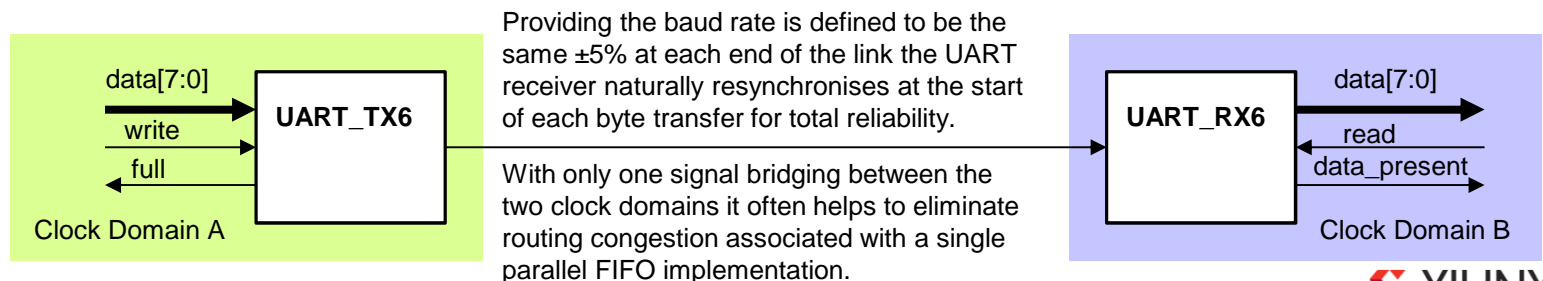 Providing the baud rate is defined to be the
same ±5% at each end of the link the UART
receiver naturally resynchronises at the start
of each byte transfer for total reliability.
data[7:0]
write
full
UART_TX6
Clock Domain A
With only one signal bridging between the
two clock domains it often helps to eliminate
routing congestion associated with a single
parallel FIFO implementation.
UART_RX6
data[7:0]
read
data_present
Clock Domain B